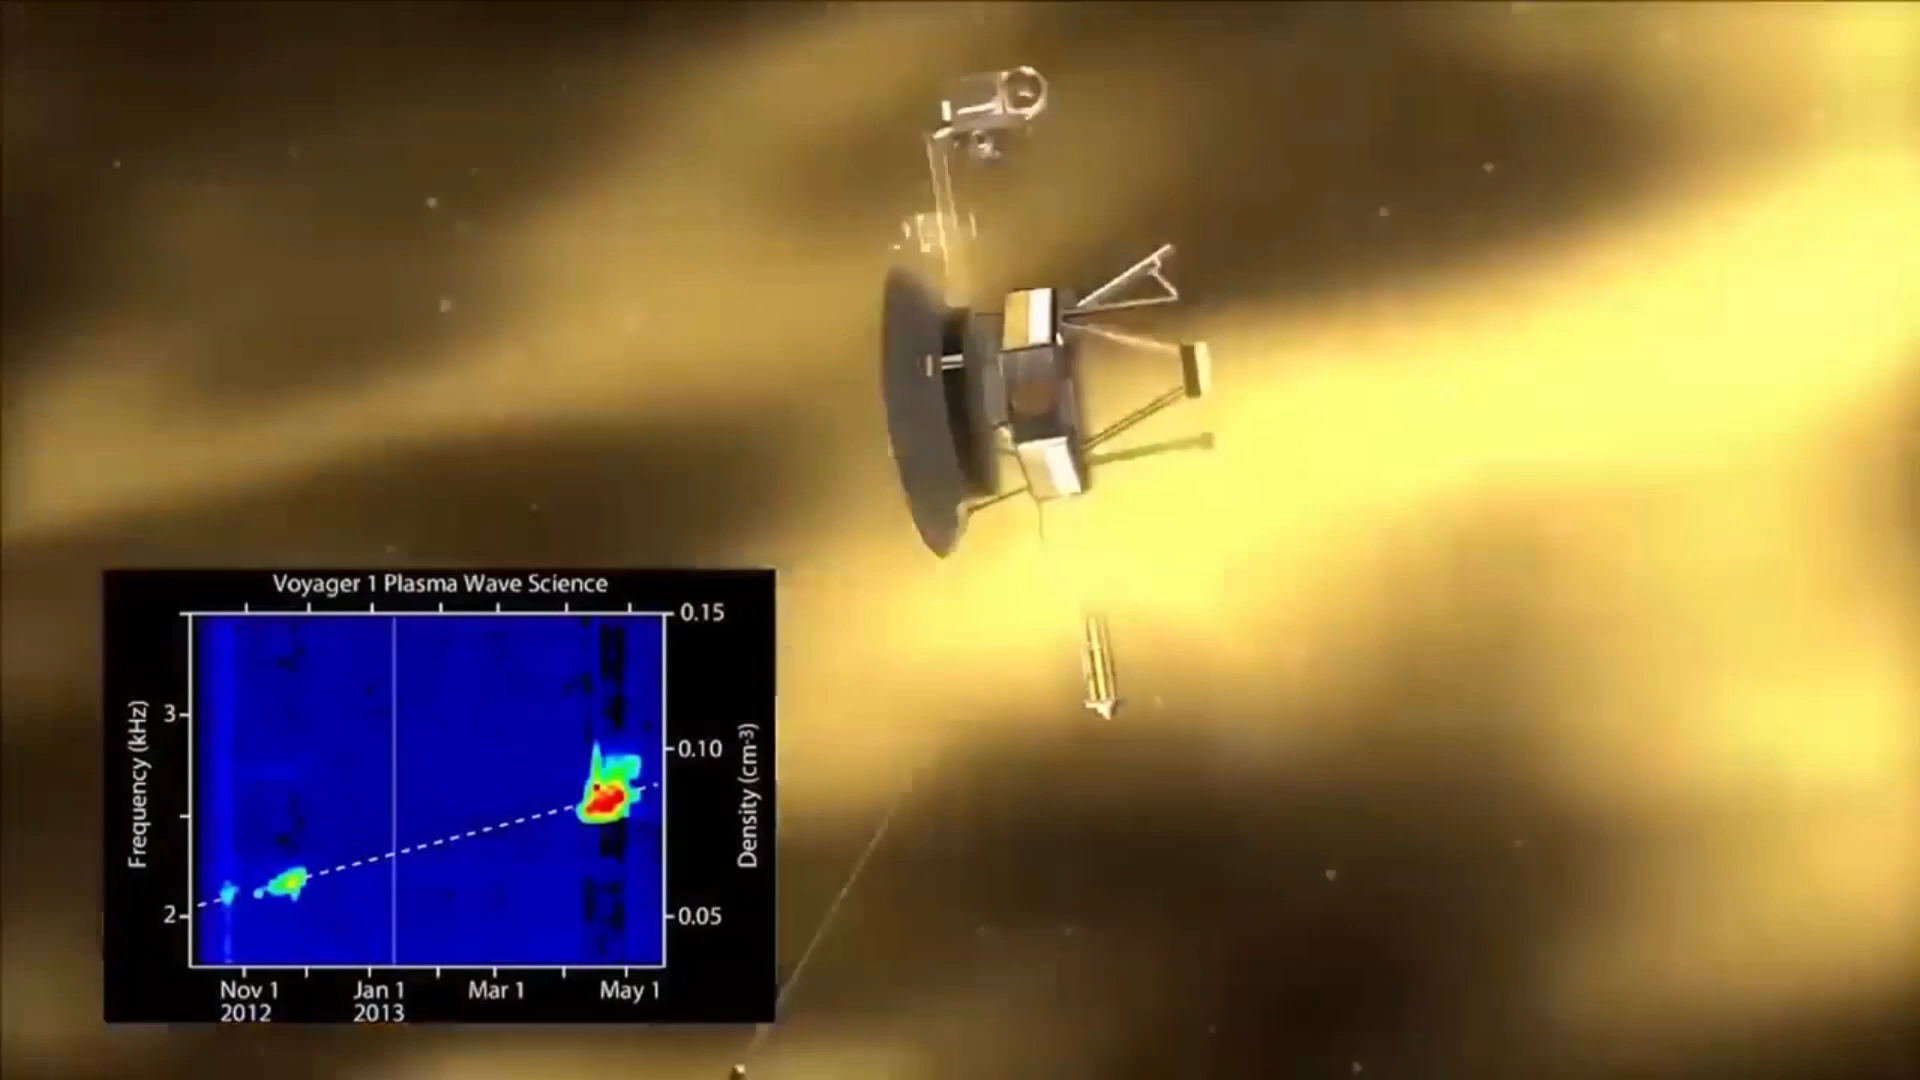 Voyager 1 Plasma Wave Science
0.15
3
0.10
2
0.05
Frequency (kHz)
Density (cm-3)
Nov 1
2012
Jan 1
2013
Mar 1
May 1